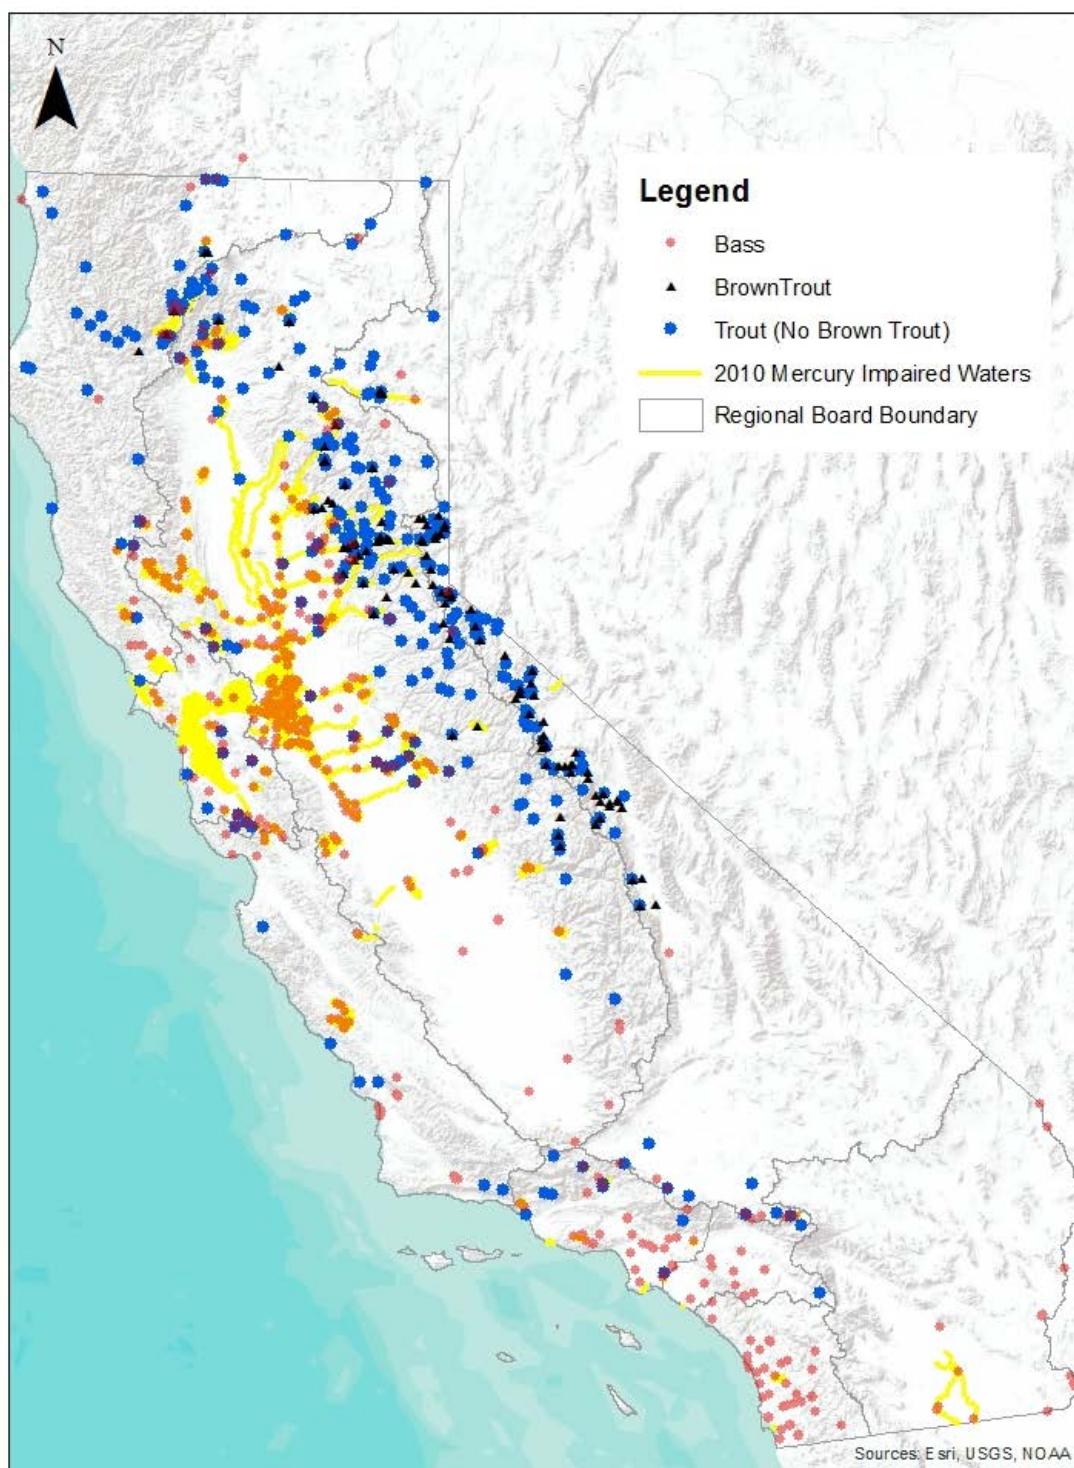 N
Legend
Bass
BrownTrout
Trout (No Brown Trout)
2010 Mercury Impaired Waters
Regional Board Boundary
Sources: Esri, USGS, NOAA